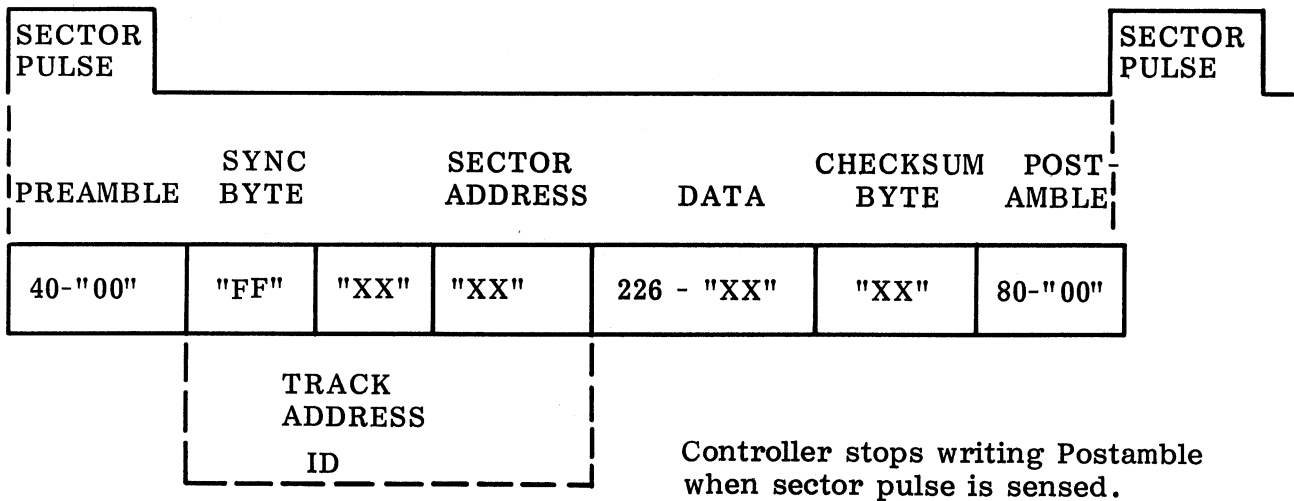 SECTOR PULSE
SECTOR PULSE
PREAMBLE
SYNC BYTE
SECTOR ADDRESS
DATA
CHECKSUM BYTE
POST-AMBLE
40-"00"
"FF"
"XX"
"XX"
226 - "XX"
"XX"
80-"00"
TRACK ADDRESS
ID
Controller stops writing Postamble
when sector pulse is sensed.